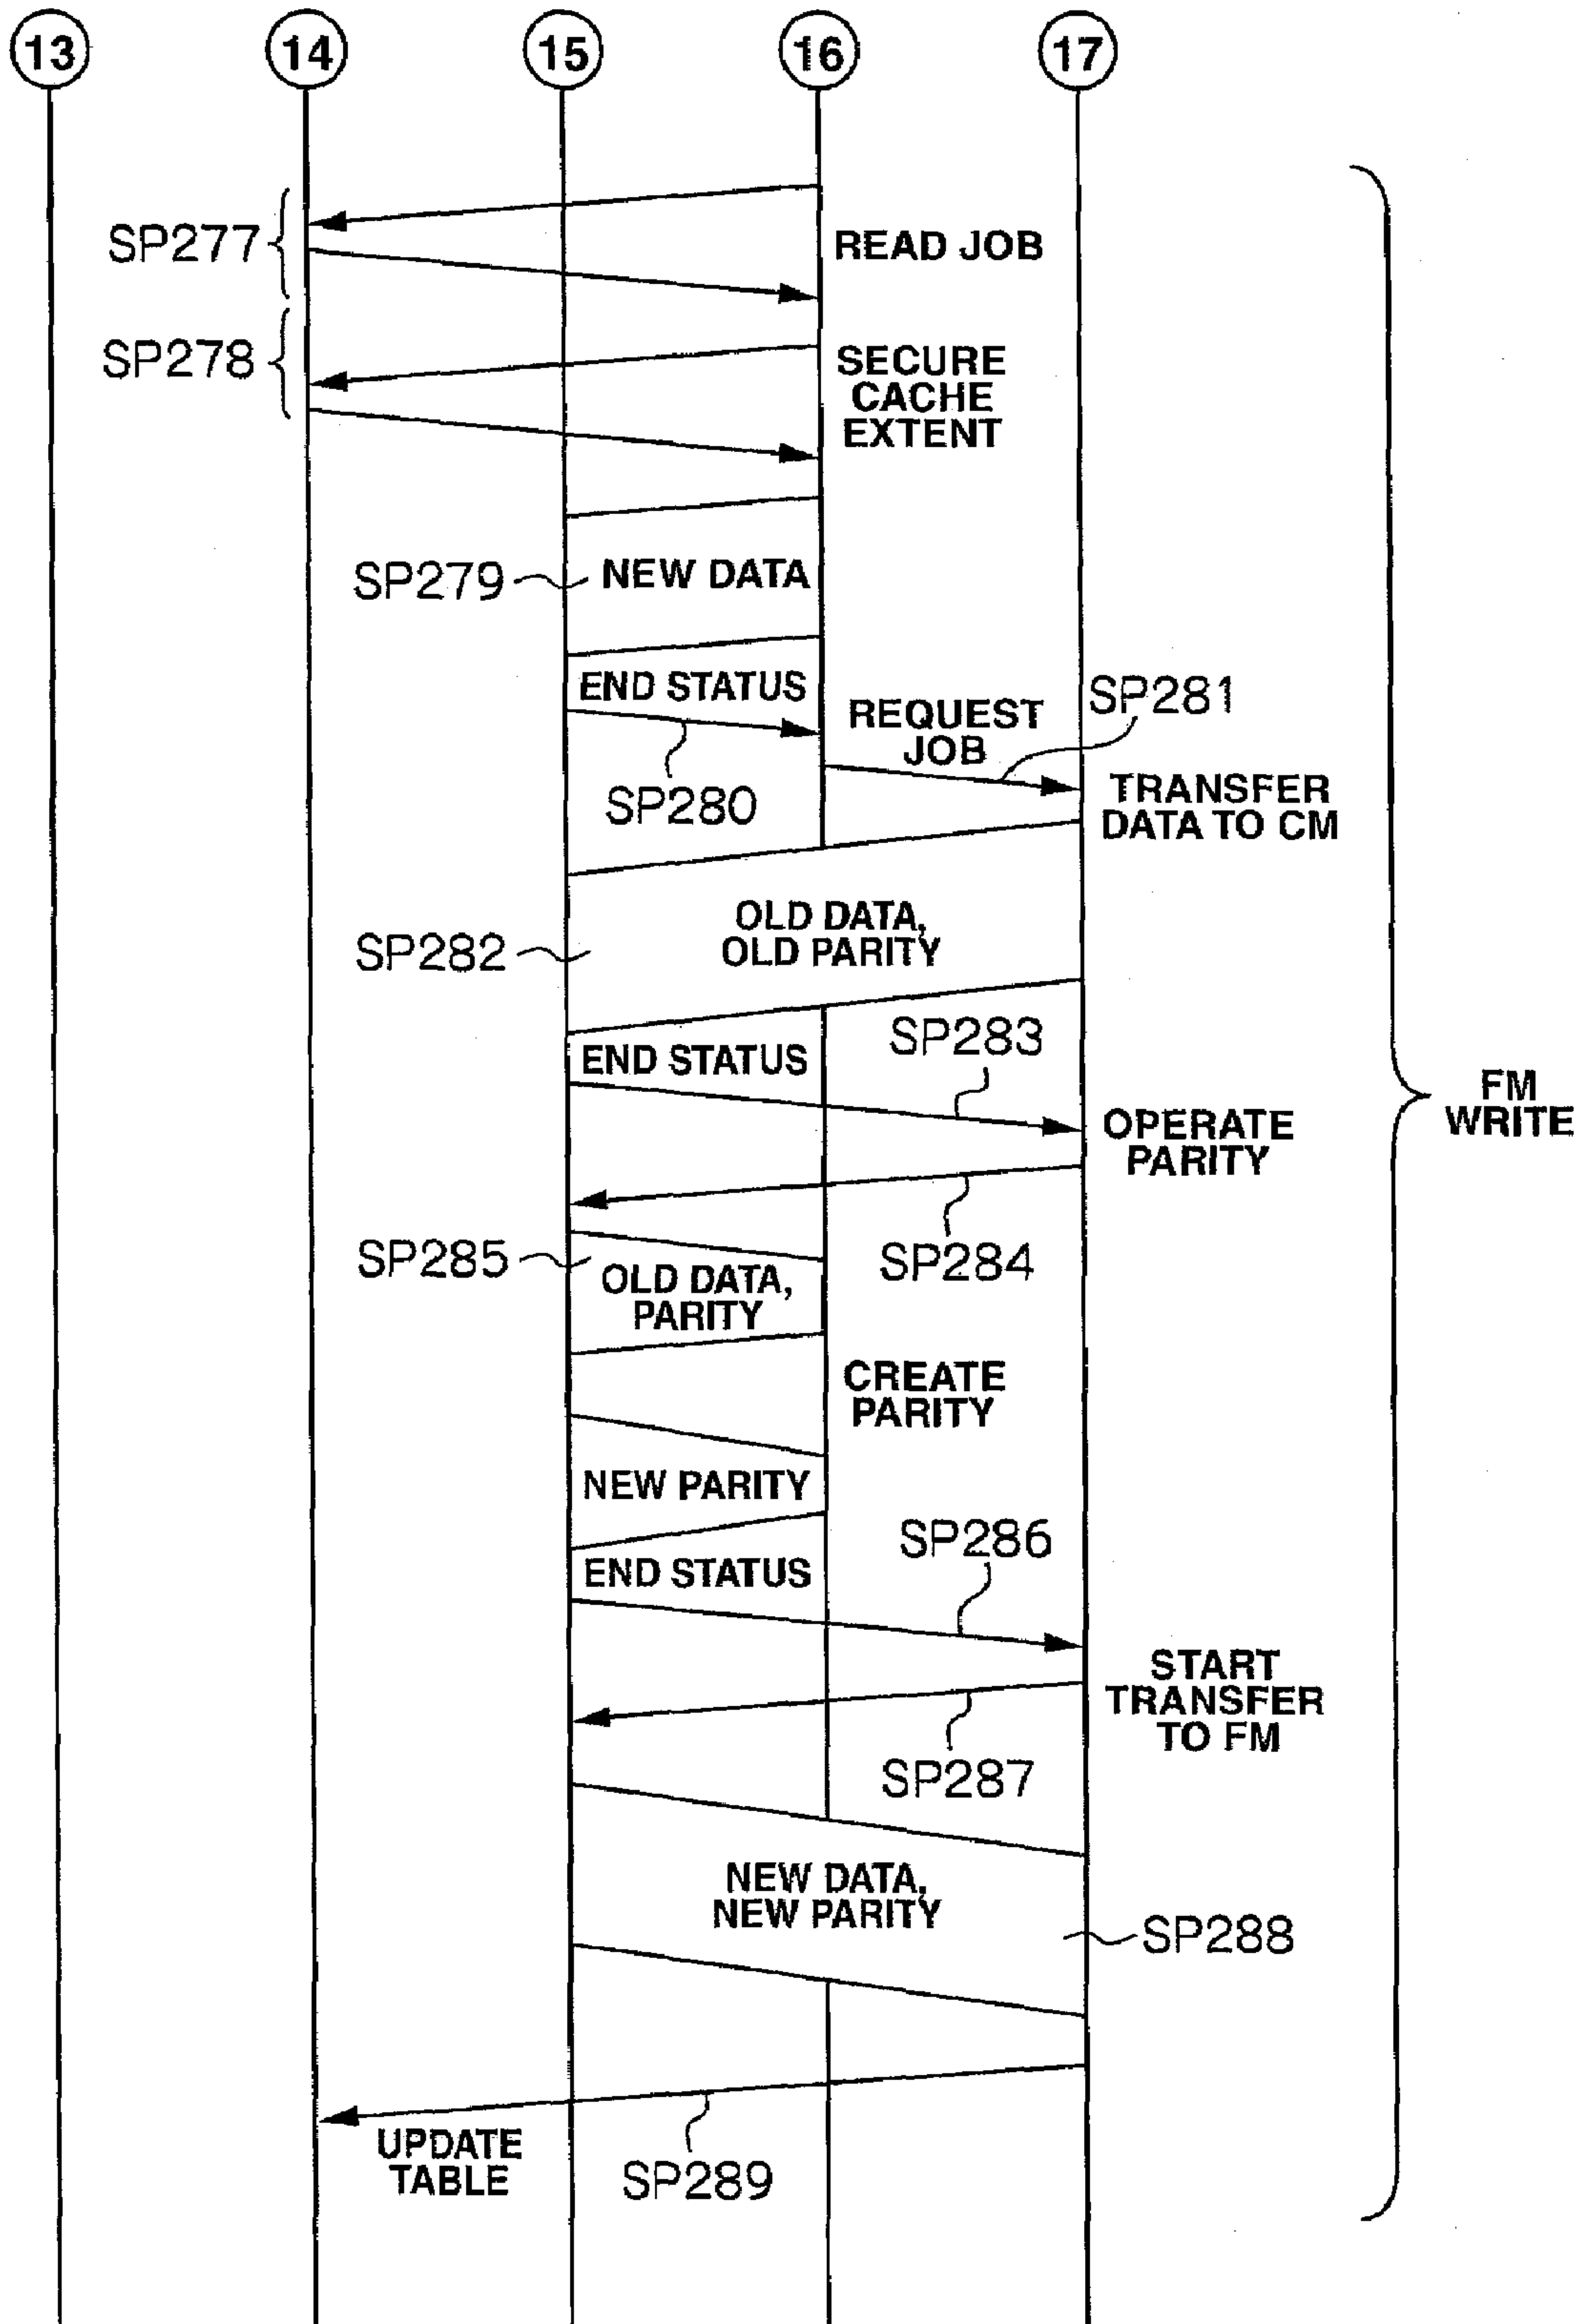 13 14 15 16 17
SP277
READ JOB
SP278
SECURE
CACHE
EXTENT
SP279
NEW DATA
END STATUS
REQUEST
JOB
SP281
SP280
TRANSFER
DATA TO CM
OLD DATA,
OLD PARITY
SP282
SP283
END STATUS
FM
WRITE
OPERATE
PARITY
SP285
SP284
OLD DATA,
PARITY
CREATE
PARITY
NEW PARITY
SP286
END STATUS
START
TRANSFER
TO FM
SP287
NEW DATA,
NEW PARITY
SP288
UPDATE
TABLE
SP289